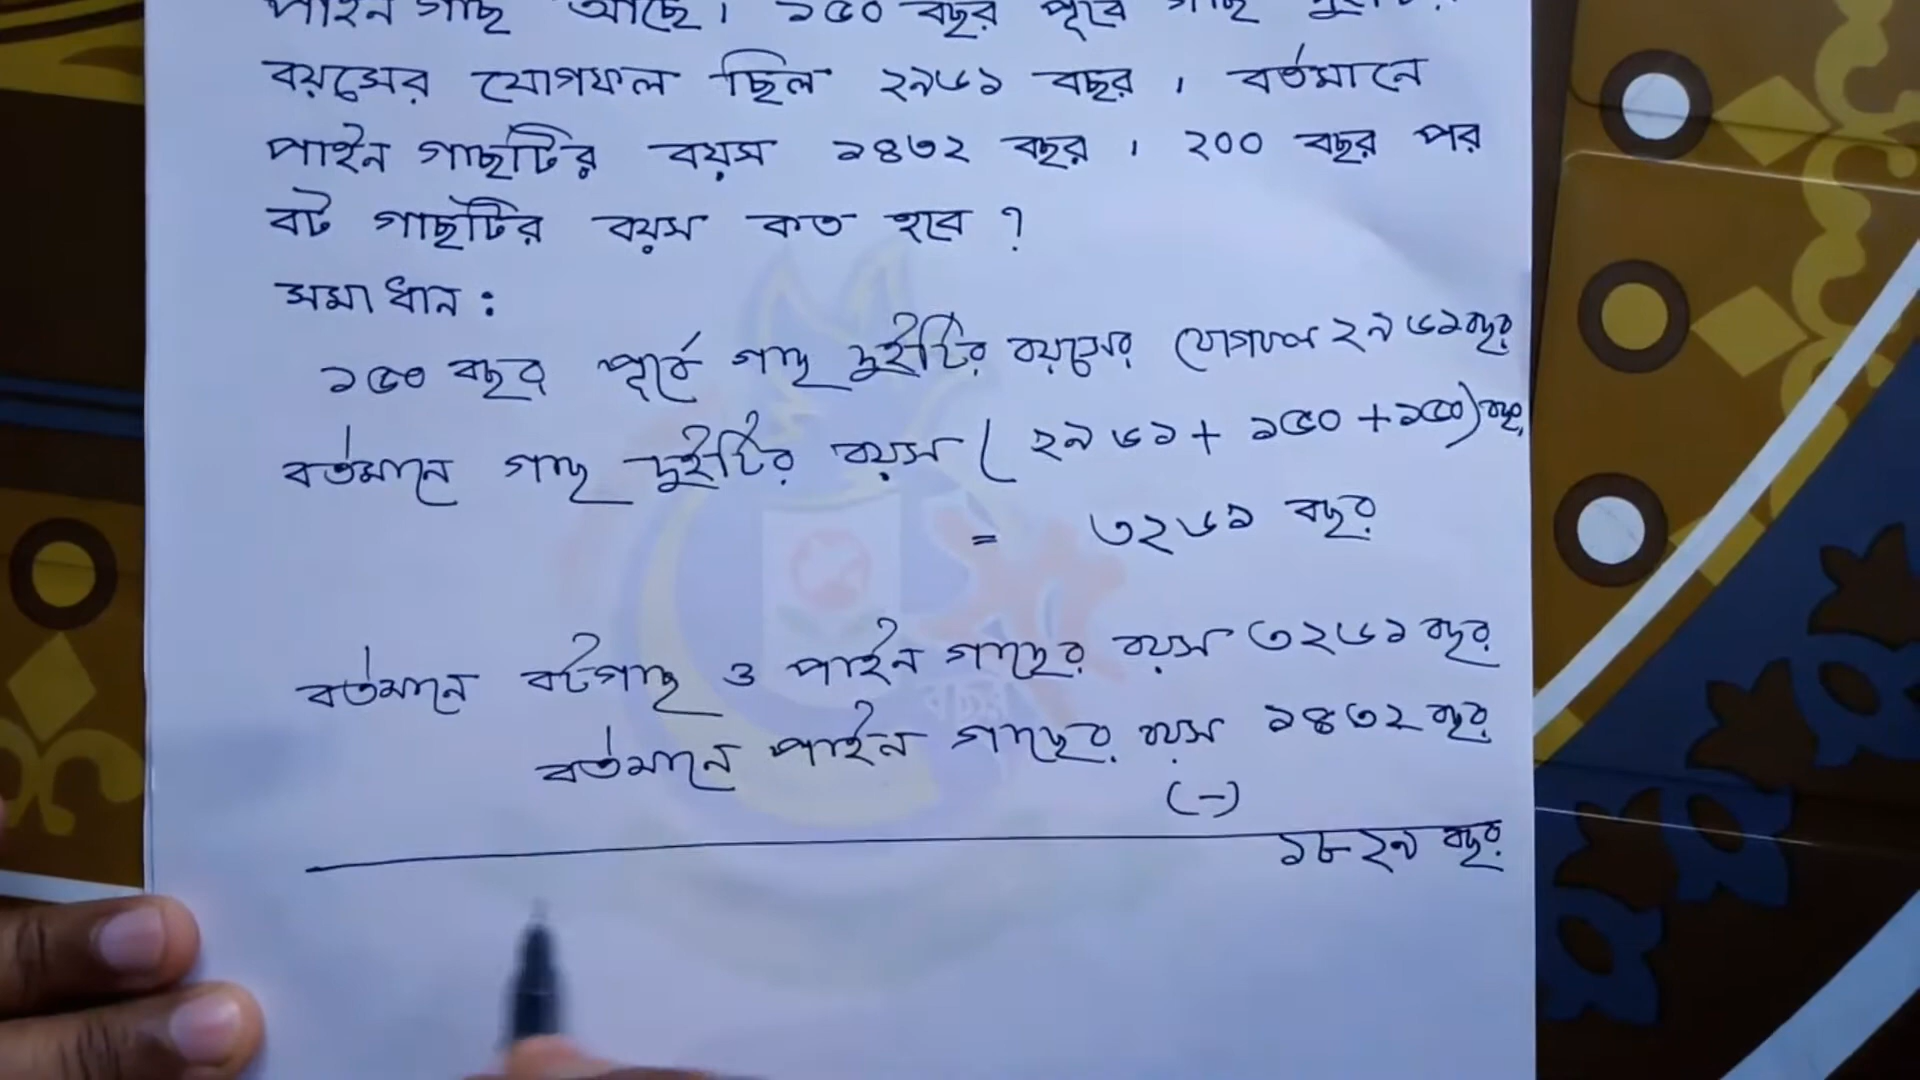 পাইন গাছ আছে। ১৫০ বছর পূর্বে গাছ দুইটির
বয়সের যোগফল ছিল ২৯৬১ বছর। বর্তমানে
পাইন গাছটির বয়স ১৪৩২ বছর। ২০০ বছর পর
বট গাছটির বয়স কত হবে ?
সমাধান:
১৫০ বছর পূর্বে গাছ দুইটির বয়সের যোগফল ২৯৬১ বছর
বর্তমানে গাছ দুইটির বয়স (২৯৬১ + ১৫০ + ১৫০) বছর
= ৩২৬১ বছর
বর্তমানে বটগাছ ও পাইন গাছের বয়স ৩২৬১ বছর
বর্তমানে পাইন গাছের বয়স ১৪৩২ বছর
(-)
১৮২৯ বছর